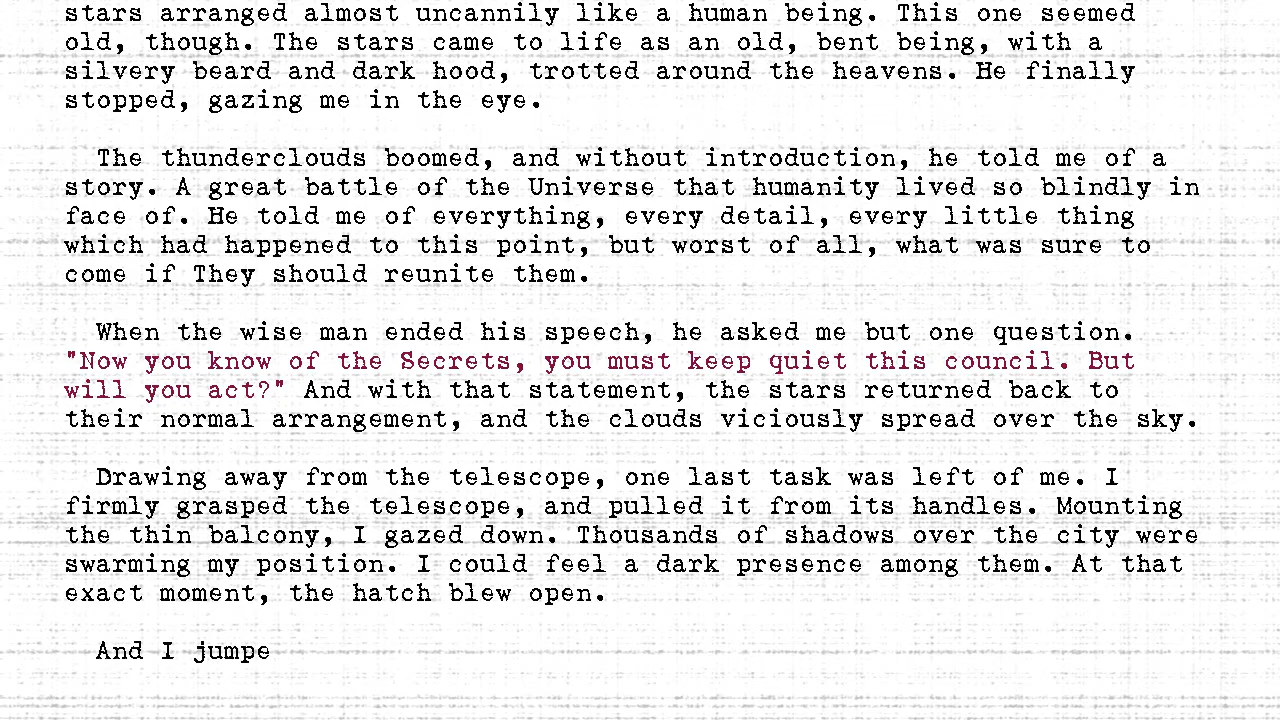 stars arranged almost uncannily like a human being. This one seemed
old, though. The stars came to life as an old, bent being, with a
silvery beard and dark hood, trotted around the heavens. He finally
stopped, gazing me in the eye.
The thunderclouds boomed, and without introduction, he told me of a
story. A great battle of the Universe that humanity lived so blindly in
face of. He told me of everything, every detail, every little thing
which had happened to this point, but worst of all, what was sure to
come if They should reunite them.
When the wise man ended his speech, he asked me but one question.
"Now you know of the Secrets, you must keep quiet this council. But
will you act?" And with that statement, the stars returned back to
their normal arrangement, and the clouds viciously spread over the sky.
Drawing away from the telescope, one last task was left of me. I
firmly grasped the telescope, and pulled it from its handles. Mounting
the thin balcony, I gazed down. Thousands of shadows over the city were
swarming my position. I could feel a dark presence among them. At that
exact moment, the hatch blew open.
And I jumpe